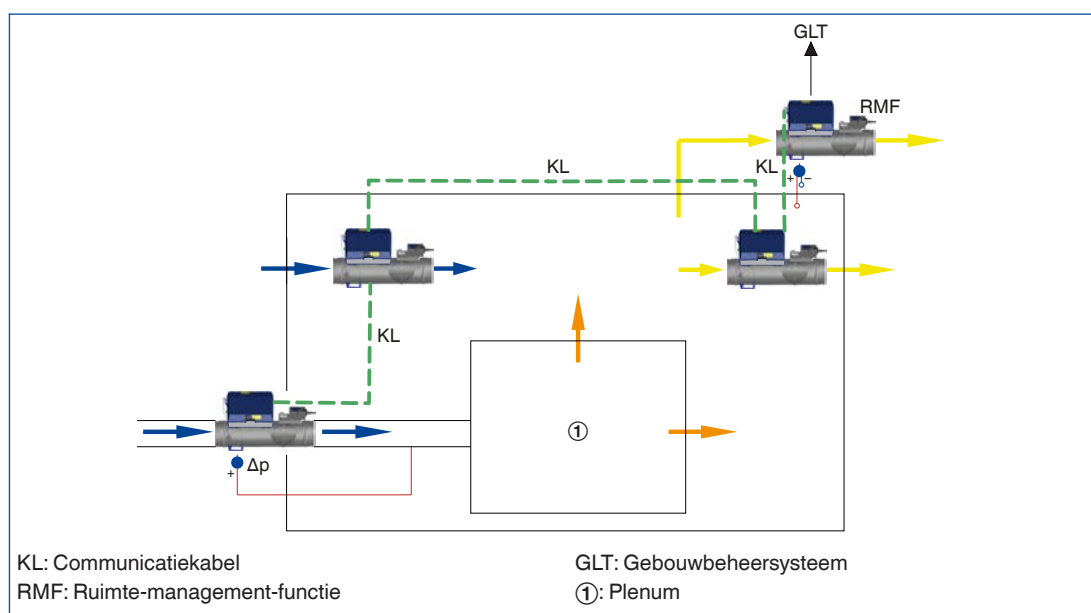 GLT
RMF
KL
KL
+ –
KL
Δp
+
①
KL: Communicatiekabel
GLT: Gebouwbeheersysteem
RMF: Ruimte-management-functie
①: Plenum